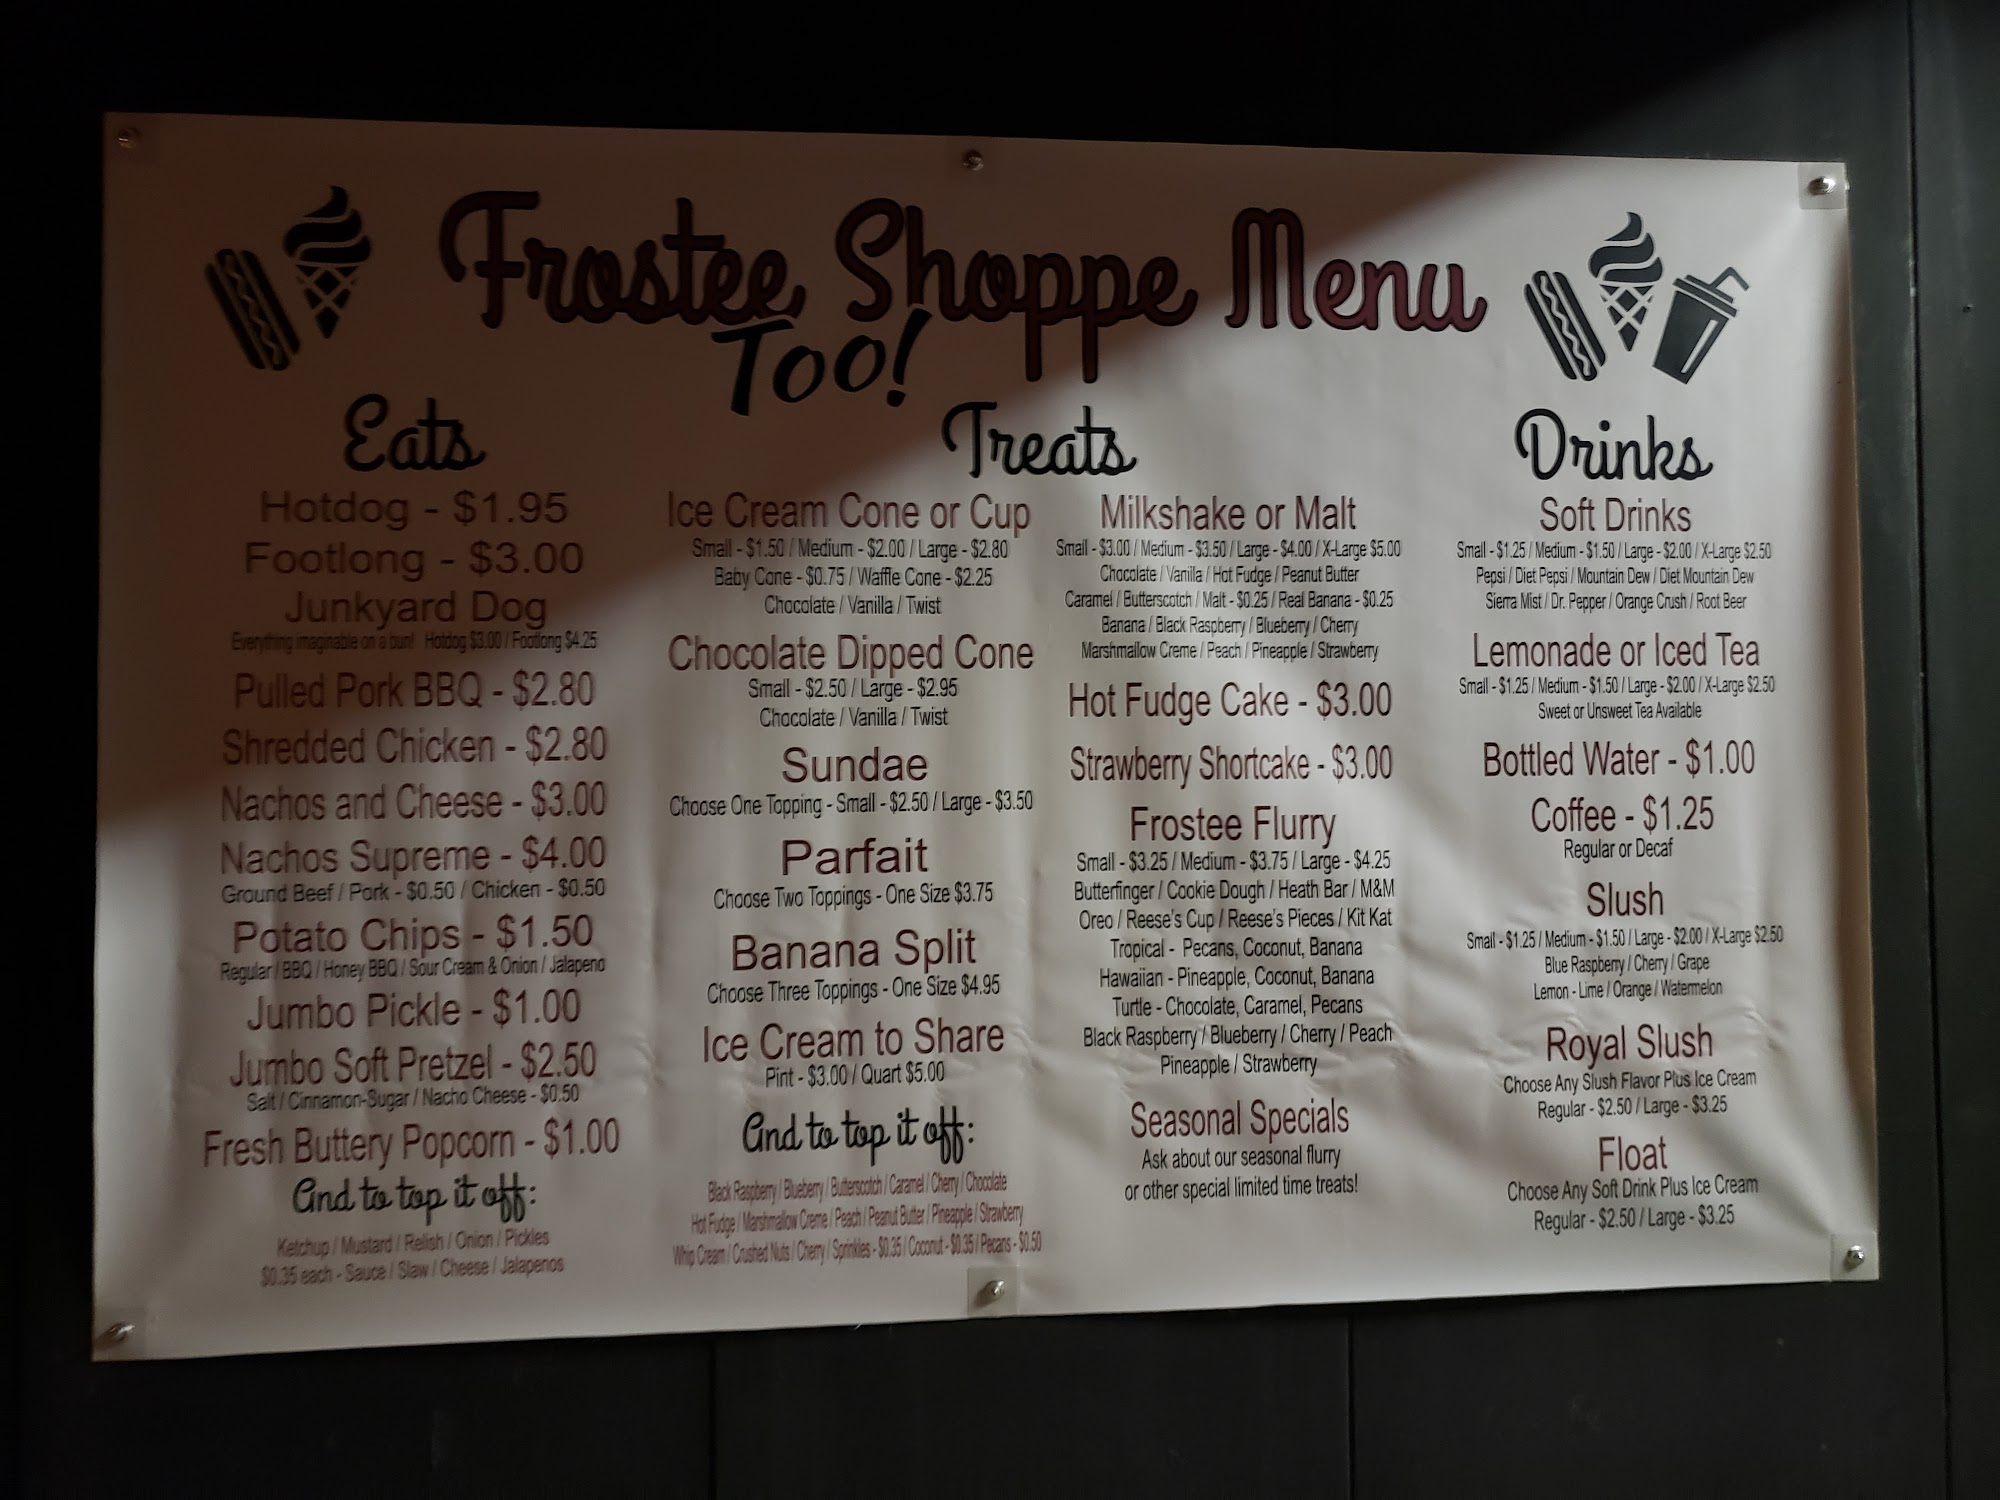 Frostee Shoppe Menu
Too!
Eats
Hotdog - $1.95
Footlong - $3.00
Junkyard Dog
Everything imaginable on a bun! Hotdog $3.00 / Footlong $4.25
Pulled Pork BBQ - $2.80
Shredded Chicken - $2.80
Nachos and Cheese - $3.00
Nachos Supreme - $4.00
Ground Beef / Pork - $0.50 / Chicken - $0.50
Potato Chips - $1.50
Regular / BBQ / Honey BBQ / Sour Cream & Onion / Jalapeno
Jumbo Pickle - $1.00
Jumbo Soft Pretzel - $2.50
Salt / Cinnamon-Sugar / Nacho Cheese - $0.50
Fresh Buttery Popcorn - $1.00
And to top it off:
Ketchup / Mustard / Relish / Onion / Pickles
$0.35 each - Sauce / Slaw / Cheese / Jalapenos
Treats
Ice Cream Cone or Cup
Small - $1.50 / Medium - $2.00 / Large - $2.80
Baby Cone - $0.75 / Waffle Cone - $2.25
Chocolate / Vanilla / Twist
Chocolate Dipped Cone
Small - $2.50 / Large - $2.95
Chocolate / Vanilla / Twist
Sundae
Choose One Topping - Small - $2.50 / Large - $3.50
Parfait
Choose Two Toppings - One Size $3.75
Banana Split
Choose Three Toppings - One Size $4.95
Ice Cream to Share
Pint - $3.00 / Quart $5.00
And to top it off:
Black Raspberry / Blueberry / Butterscotch / Caramel / Cherry / Chocolate
Hot Fudge / Marshmallow Creme / Peach / Peanut Butter / Pineapple / Strawberry
Whip Cream / Crushed Nuts / Cherry / Sprinkles - $0.35 / Coconut - $0.35 / Pecans - $0.50
Milkshake or Malt
Small - $3.00 / Medium - $3.50 / Large - $4.00 / X-Large $5.00
Chocolate / Vanilla / Hot Fudge / Peanut Butter
Caramel / Butterscotch / Malt - $0.25 / Real Banana - $0.25
Banana / Black Raspberry / Blueberry / Cherry
Marshmallow Creme / Peach / Pineapple / Strawberry
Hot Fudge Cake - $3.00
Strawberry Shortcake - $3.00
Frostee Flurry
Small - $3.25 / Medium - $3.75 / Large - $4.25
Butterfinger / Cookie Dough / Heath Bar / M&M
Oreo / Reese's Cup / Reese's Pieces / Kit Kat
Tropical - Pecans, Coconut, Banana
Hawaiian - Pineapple, Coconut, Banana
Turtle - Chocolate, Caramel, Pecans
Black Raspberry / Blueberry / Cherry / Peach
Pineapple / Strawberry
Seasonal Specials
Ask about our seasonal flurry
or other special limited time treats!
Drinks
Soft Drinks
Small - $1.25 / Medium - $1.50 / Large - $2.00 / X-Large $2.50
Pepsi / Diet Pepsi / Mountain Dew / Diet Mountain Dew
Sierra Mist / Dr. Pepper / Orange Crush / Root Beer
Lemonade or Iced Tea
Small - $1.25 / Medium - $1.50 / Large - $2.00 / X-Large $2.50
Sweet or Unsweet Tea Available
Bottled Water - $1.00
Coffee - $1.25
Regular or Decaf
Slush
Small - $1.25 / Medium - $1.50 / Large - $2.00 / X-Large $2.50
Blue Raspberry / Cherry / Grape
Lemon - Lime / Orange / Watermelon
Royal Slush
Choose Any Slush Flavor Plus Ice Cream
Regular - $2.50 / Large - $3.25
Float
Choose Any Soft Drink Plus Ice Cream
Regular - $2.50 / Large - $3.25